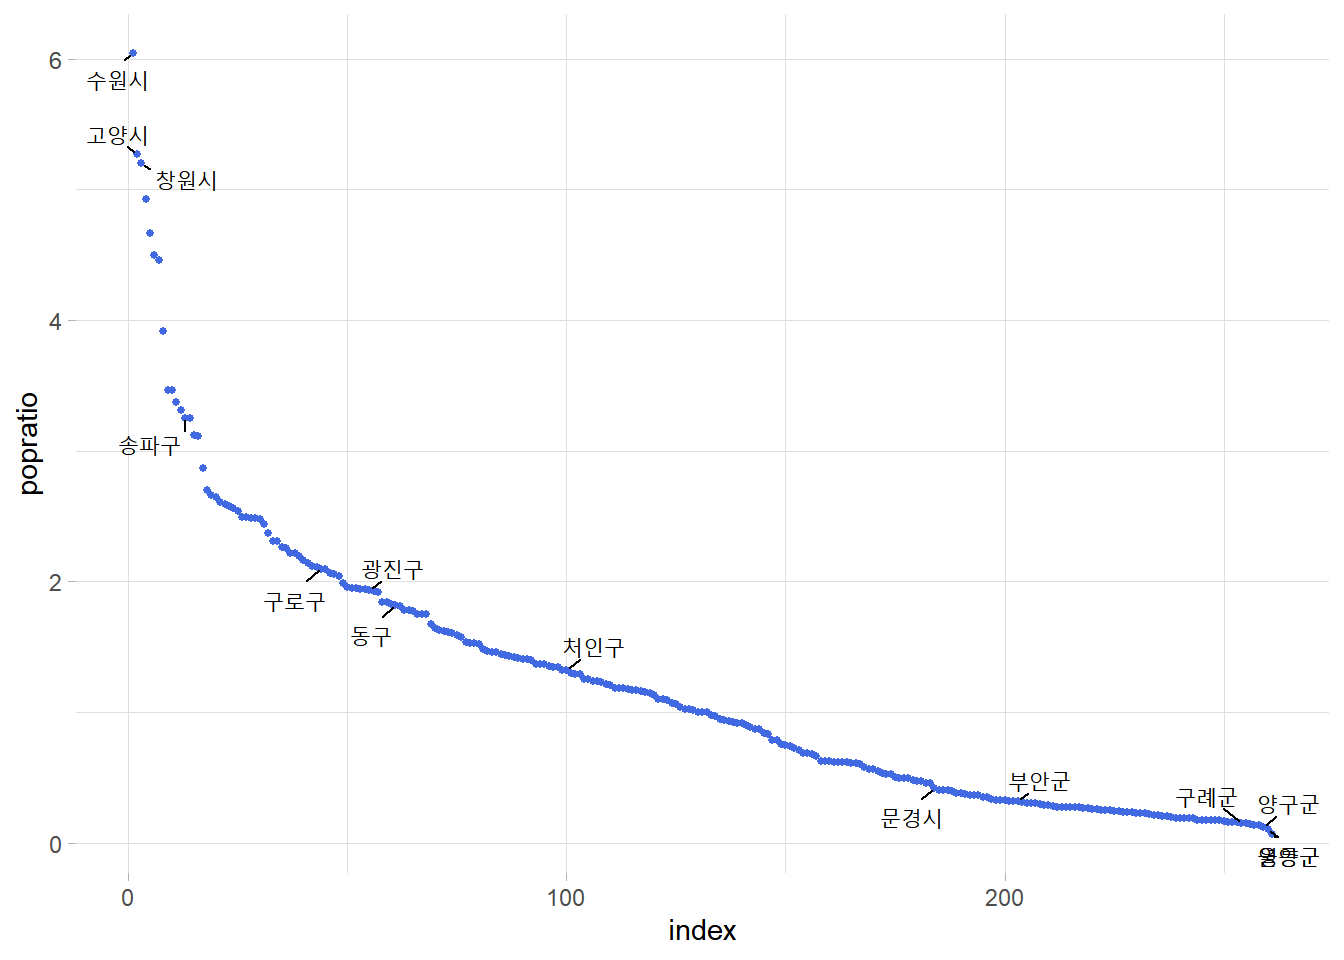 6
수원시
고양시
창원시
4
송파구
popratio
2
광진구
구로구
동구
처인구
부안군
구례군
양구군
문경시
0
0
100
200
index